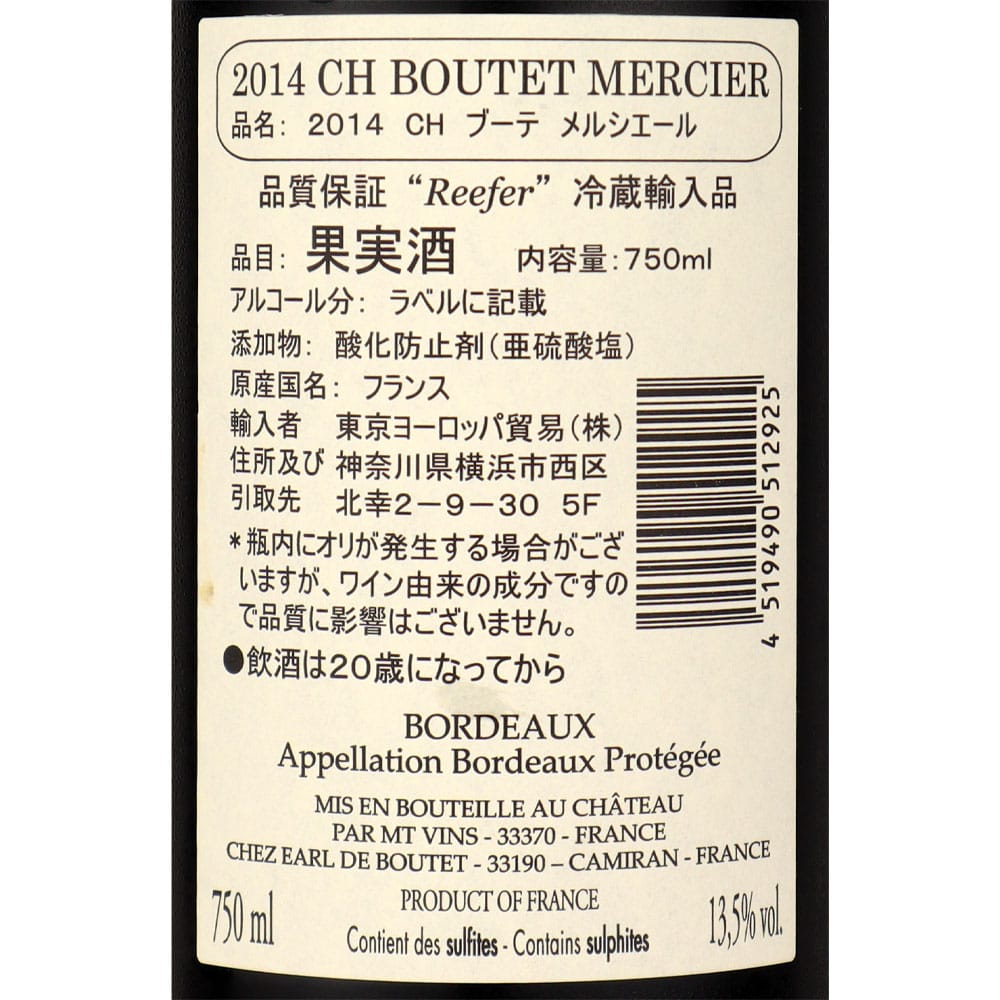 2014 CH BOUTET MERCIER
品名: 2014 CH ブーテ メルシエール
品質保証 “Reefer” 冷蔵輸入品
品目: 果実酒 内容量:750ml
アルコール分: ラベルに記載
添加物: 酸化防止剤(亜硫酸塩)
原産国名: フランス
輸入者 東京ヨーロッパ貿易(株)
住所及び 神奈川県横浜市西区
引取先 北幸2-9-30 5F
*瓶内にオリが発生する場合がござ
いますが、ワイン由来の成分ですの
で品質に影響はございません。
●飲酒は20歳になってから
4 519490 512925
BORDEAUX
Appellation Bordeaux Protégée
MIS EN BOUTEILLE AU CHÂTEAU
PAR MT VINS - 33370 - FRANCE
CHEZ EARL DE BOUTET - 33190 – CAMIRAN - FRANCE
750 ml PRODUCT OF FRANCE 13,5% vol.
Contient des sulfites - Contains sulphites